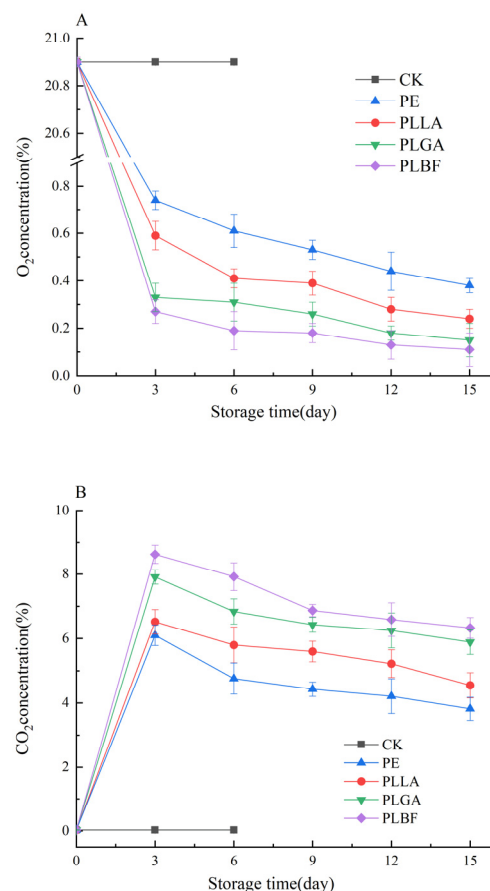 A
21.0
20.8
20.6
0.8
0.6
0.4
0.2
0.0
O₂concentration(%)
CK
PE
PLLA
PLGA
PLBF
0 3 6 9 12 15
Storage time(day)
B
10
8
6
4
2
0
CO₂concentration(%)
CK
PE
PLLA
PLGA
PLBF
0 3 6 9 12 15
Storage time(day)